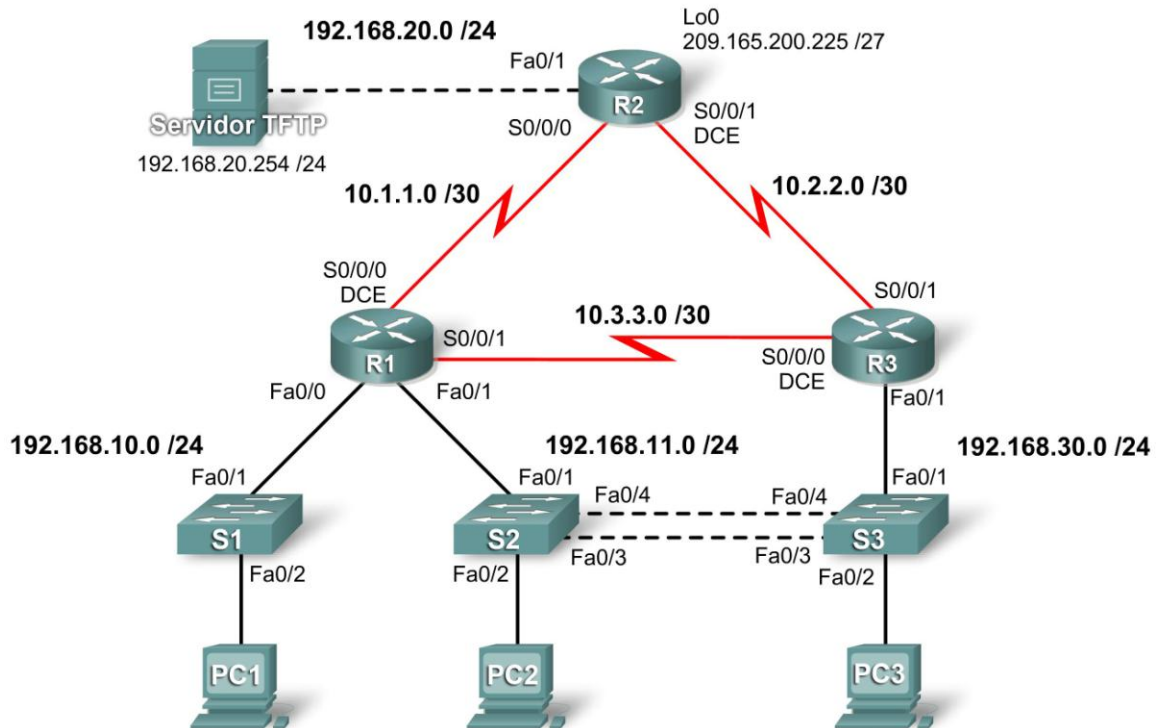 Lo0
209.165.200.225 /27
192.168.20.0 /24
Fa0/1
R2
Servidor TFTP
192.168.20.254 /24
S0/0/0
S0/0/1
DCE
10.1.1.0 /30
10.2.2.0 /30
S0/0/0
DCE
R1
S0/0/1
10.3.3.0 /30
S0/0/1
S0/0/0
DCE
R3
Fa0/0
Fa0/1
Fa0/1
192.168.10.0 /24
192.168.11.0 /24
192.168.30.0 /24
Fa0/1
S1
Fa0/2
Fa0/1
Fa0/4
S2
Fa0/3
Fa0/2
Fa0/1
Fa0/4
S3
Fa0/3
Fa0/2
PC1
PC2
PC3